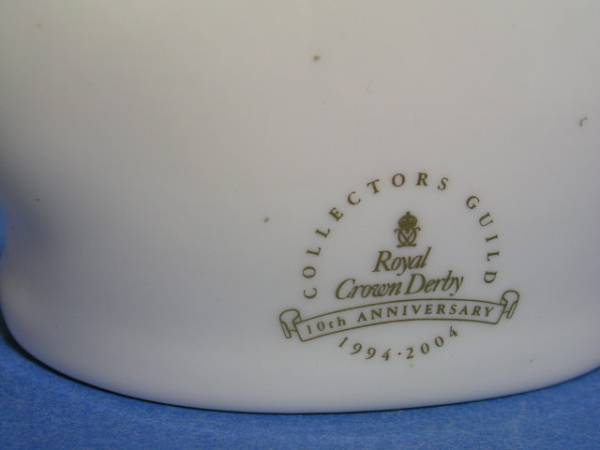 COLLECTORS GUILD
Royal
Crown Derby
10th ANNIVERSARY
1994·2004